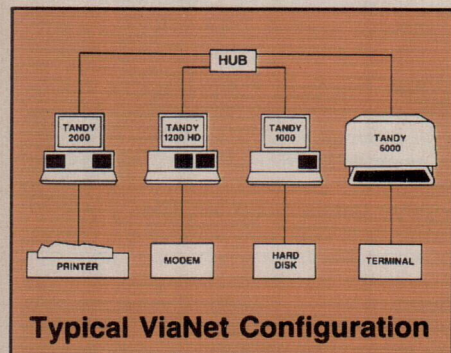 HUB
TANDY
2000
TANDY
1200 HD
TANDY
1000
TANDY
6000
PRINTER
MODEM
HARD
DISK
TERMINAL
Typical ViaNet Configuration